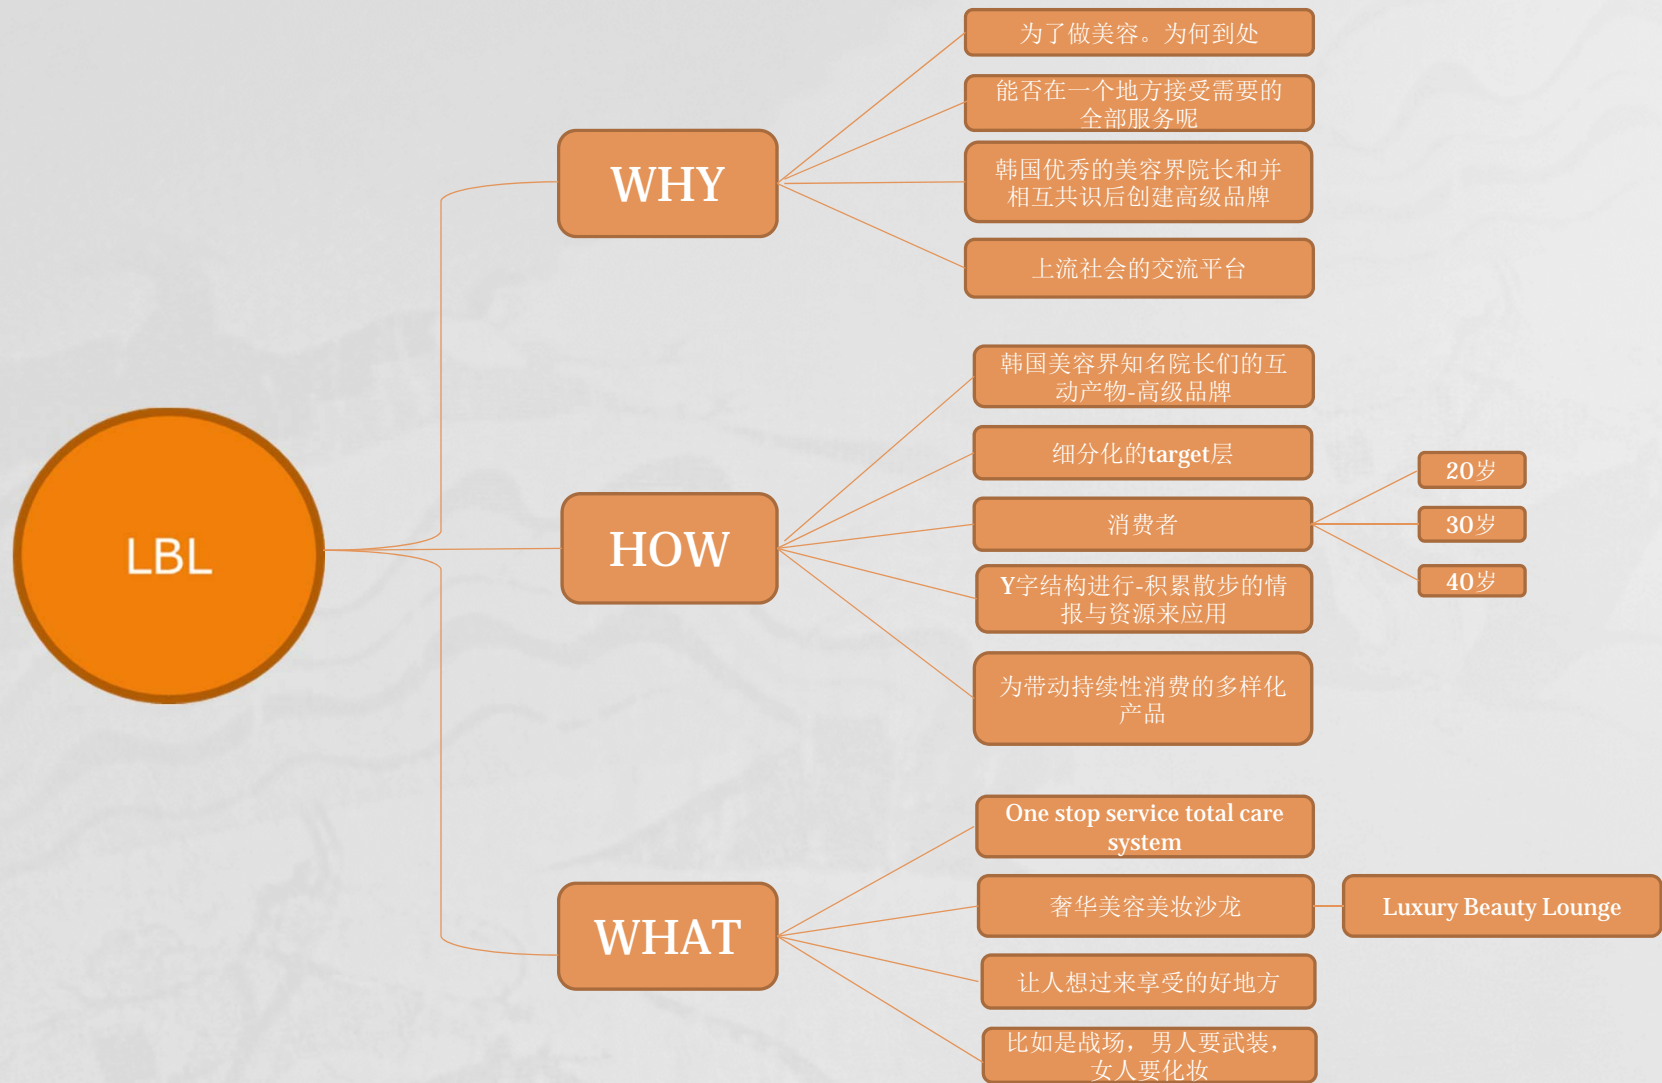 LBL
WHY
为了做美容。为何到处
能否在一个地方接受需要的
全部服务呢
韩国优秀的美容界院长和并
相互共识后创建高级品牌
上流社会的交流平台
HOW
韩国美容界知名院长们的互
动产物-高级品牌
细分化的target层
消费者
20岁
30岁
40岁
Y字结构进行-积累散步的情
报与资源来应用
为带动持续性消费的多样化
产品
WHAT
One stop service total care
system
奢华美容美妆沙龙
Luxury Beauty Lounge
让人想过来享受的好地方
比如是战场，男人要武装，
女人要化妆